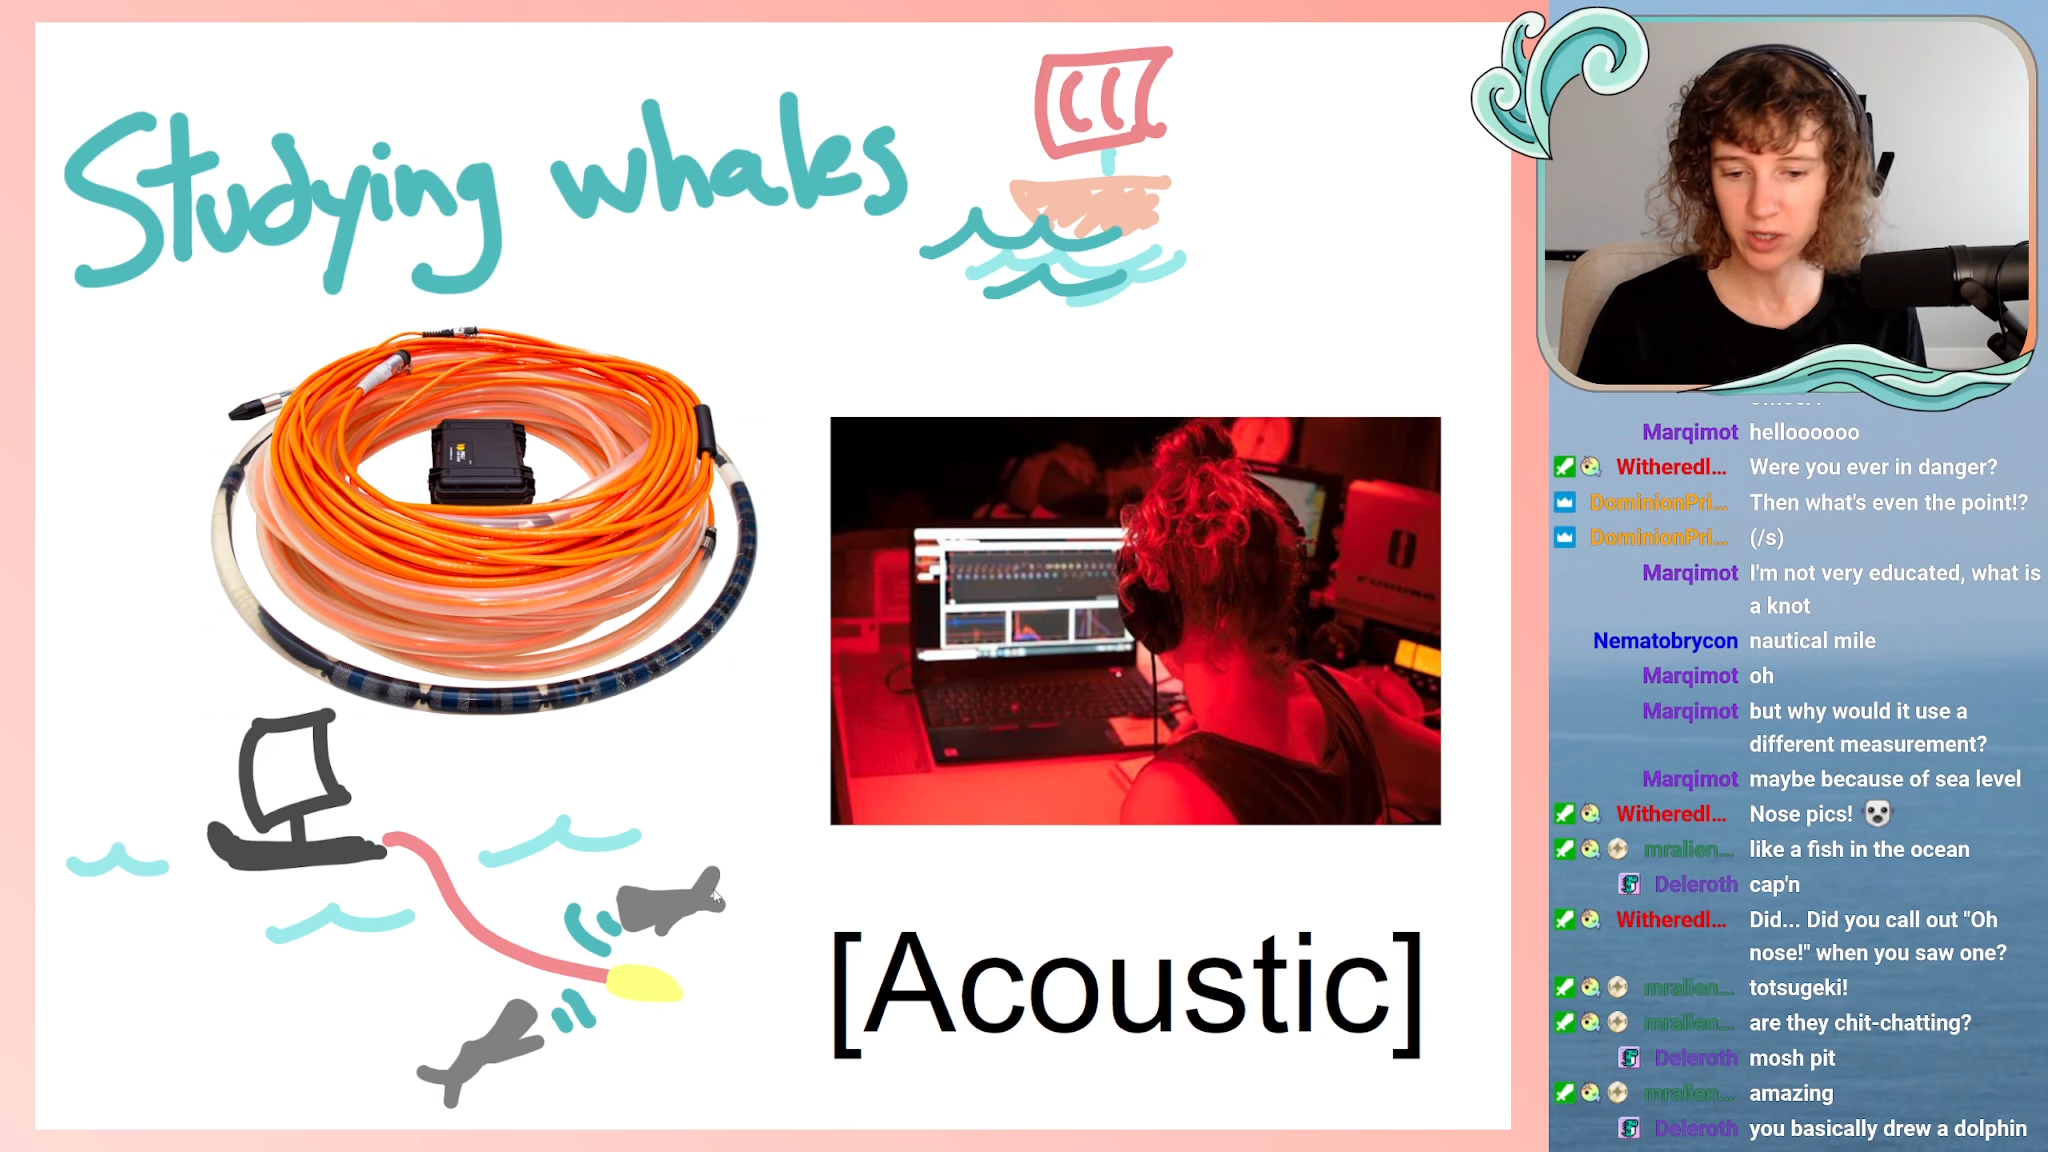 Studying whales
[Acoustic]
Marqimot helloooooo
Witheredl... Were you ever in danger?
DominionPri... Then what's even the point!?
DominionPri... (/s)
Marqimot I'm not very educated, what is
a knot
Nematobrycon nautical mile
Marqimot oh
Marqimot but why would it use a
different measurement?
Marqimot maybe because of sea level
Witheredl... Nose pics!
mralien... like a fish in the ocean
Deleroth cap'n
Witheredl... Did... Did you call out "Oh
nose!" when you saw one?
mralien... totsugeki!
mralien... are they chit-chatting?
Deleroth mosh pit
mralien... amazing
Deleroth you basically drew a dolphin